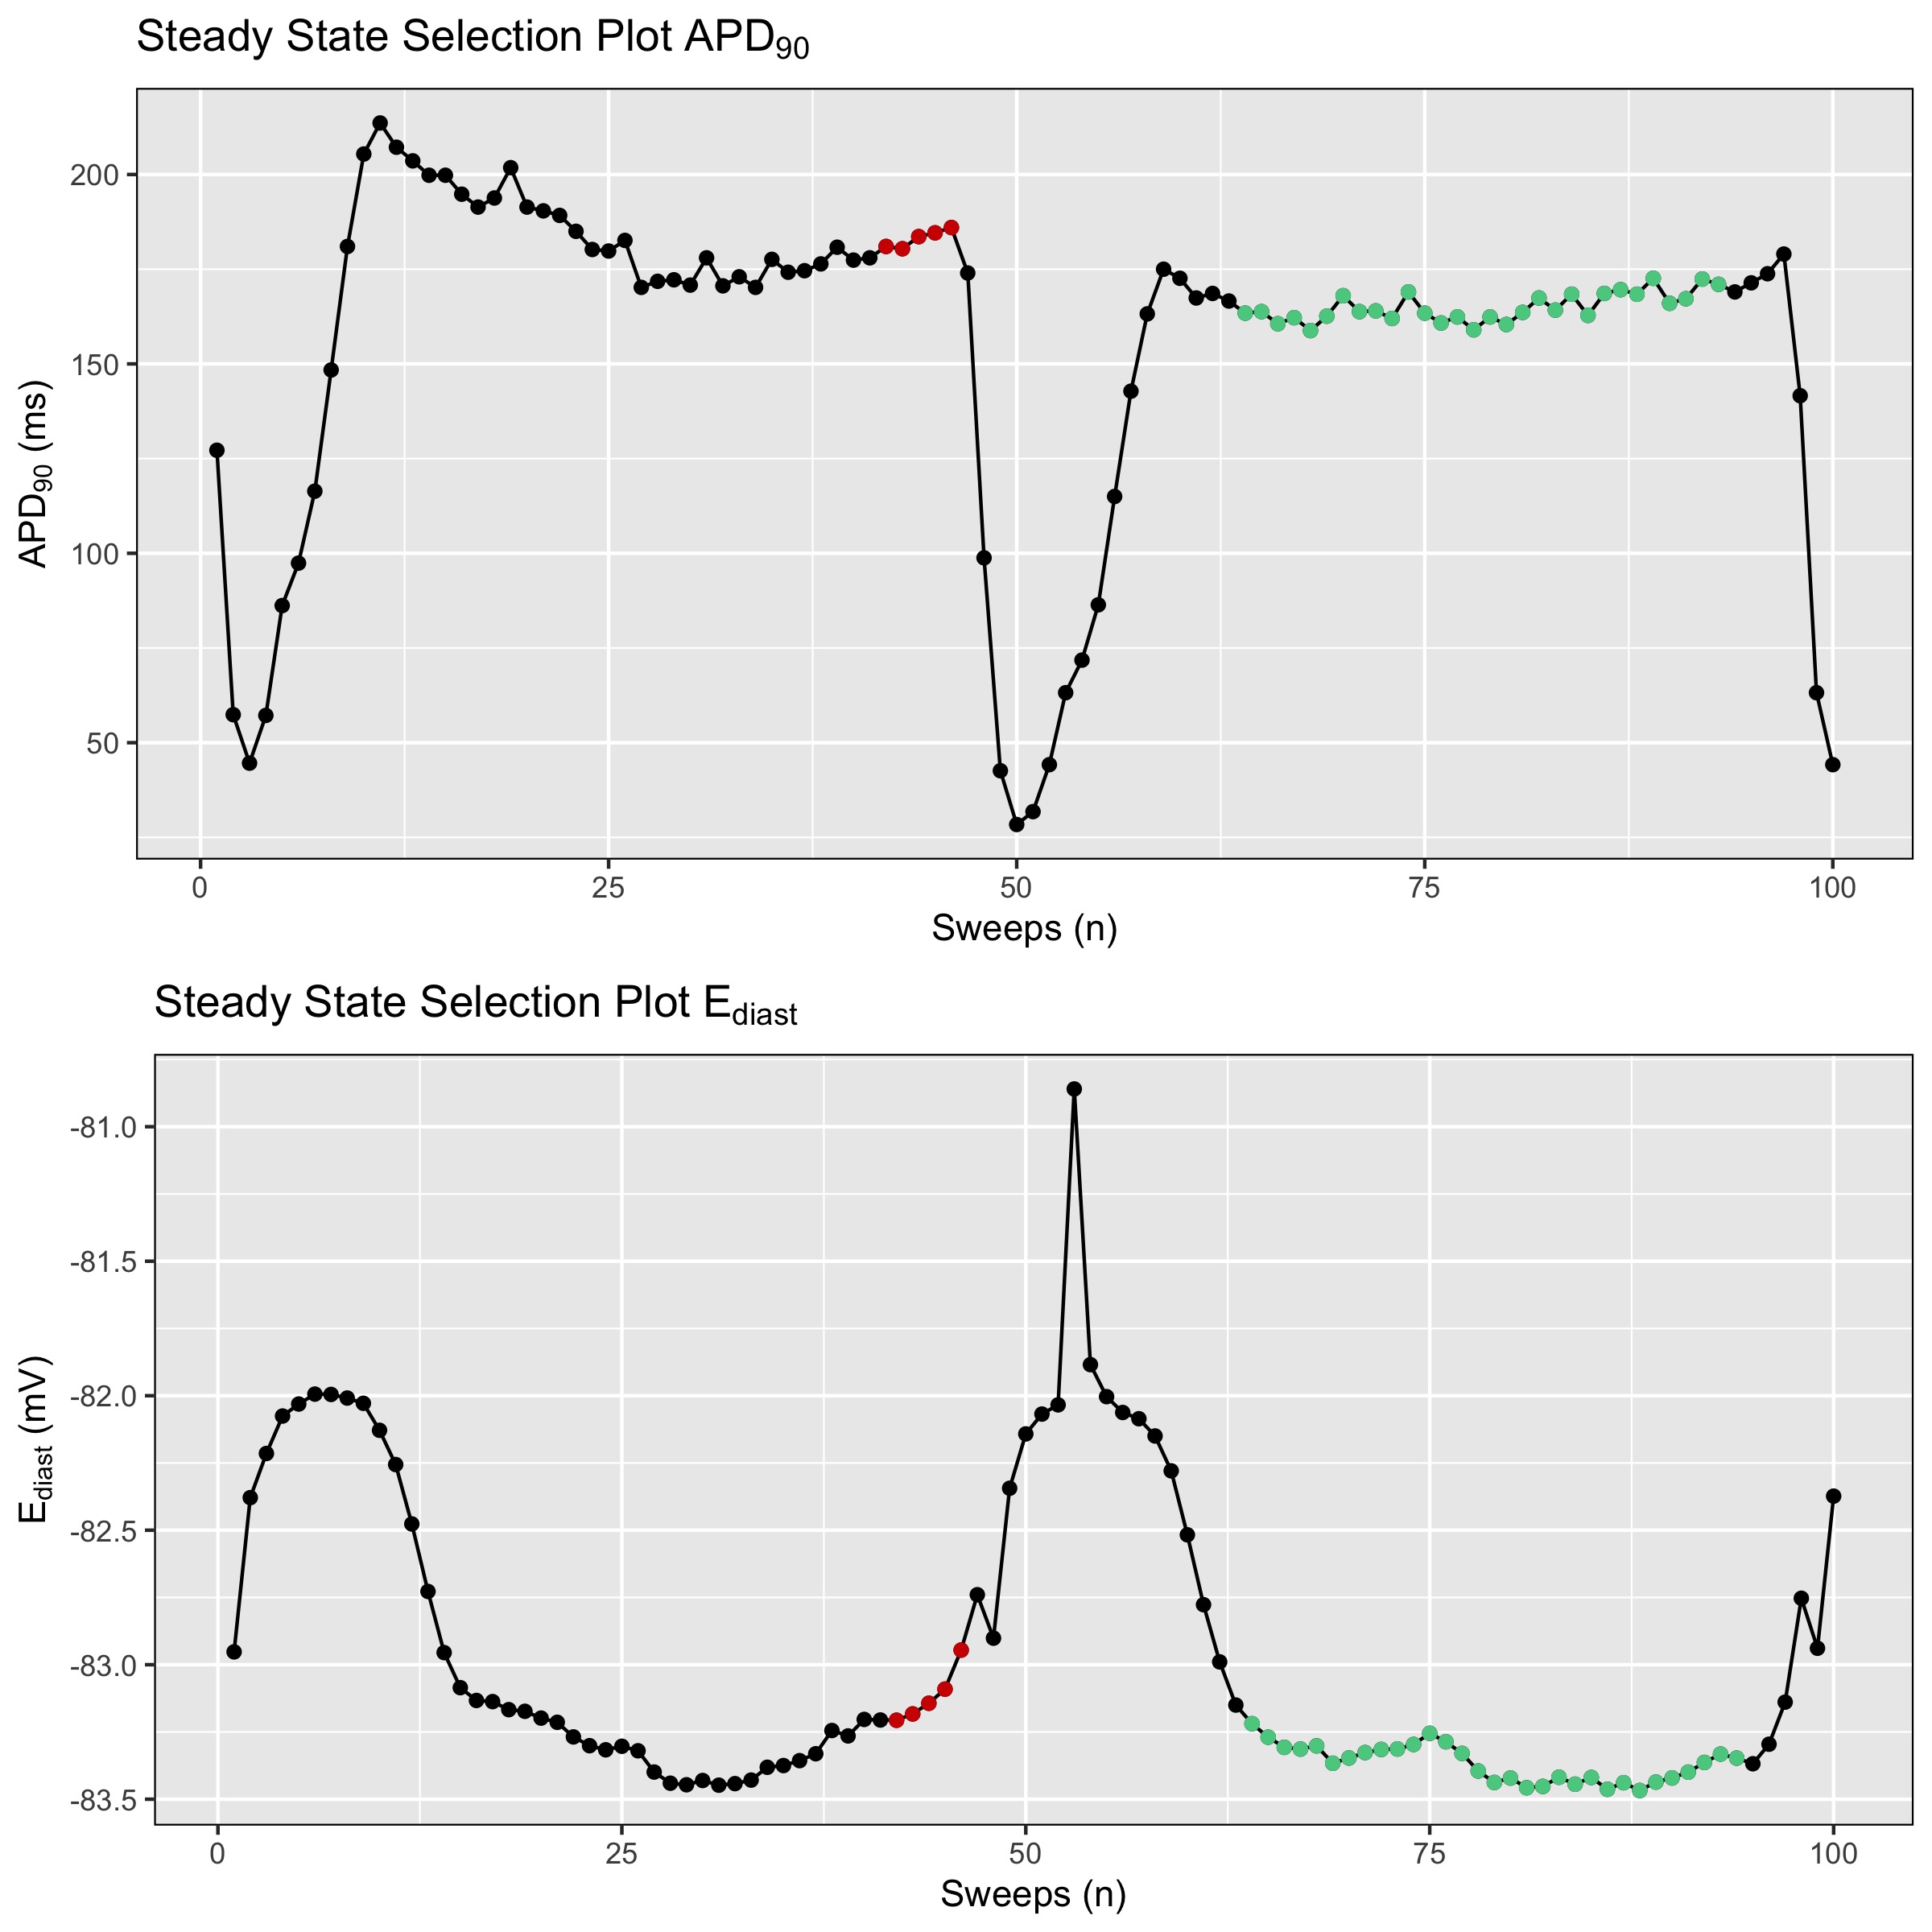 Steady State Selection Plot APD90
200
150
100
50
APD90 (ms)
0 25 50 75 100
Sweeps (n)
Steady State Selection Plot Ediast
-81.0
-81.5
-82.0
-82.5
-83.0
-83.5
Ediast (mV)
0 25 50 75 100
Sweeps (n)